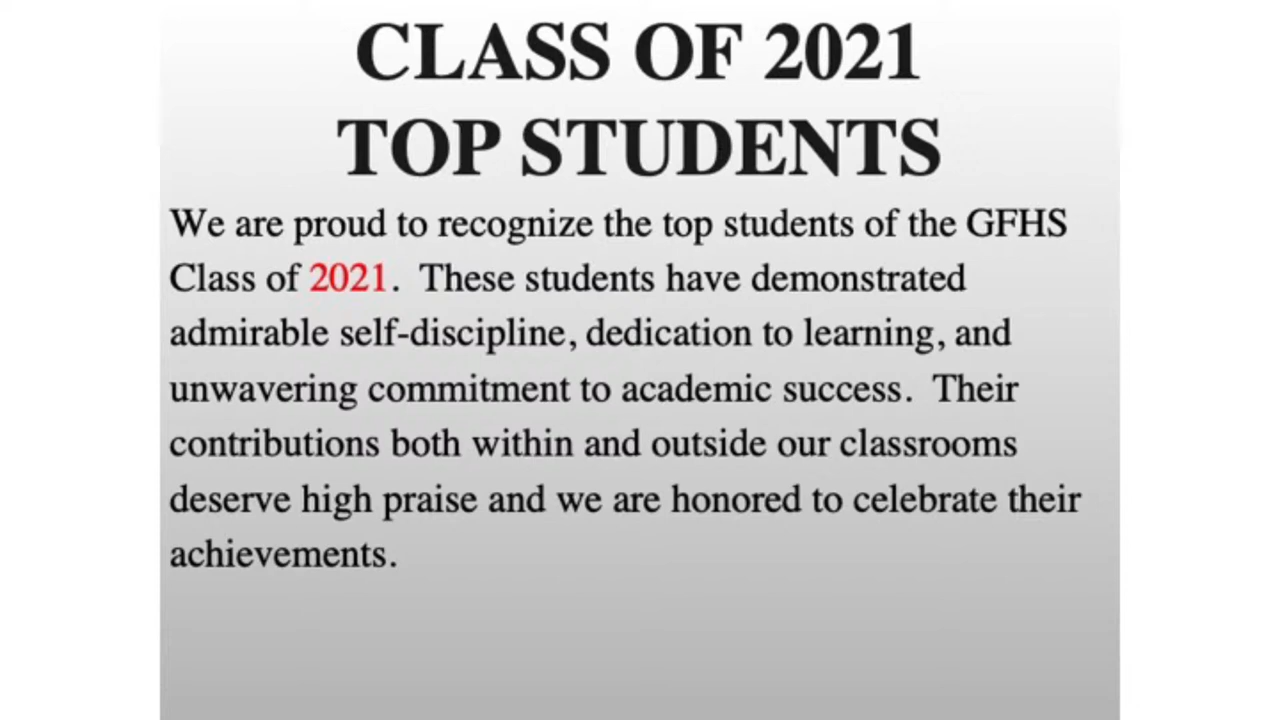 CLASS OF 2021
TOP STUDENTS
We are proud to recognize the top students of the GFHS
Class of 2021.  These students have demonstrated
admirable self-discipline, dedication to learning, and
unwavering commitment to academic success.  Their
contributions both within and outside our classrooms
deserve high praise and we are honored to celebrate their
achievements.